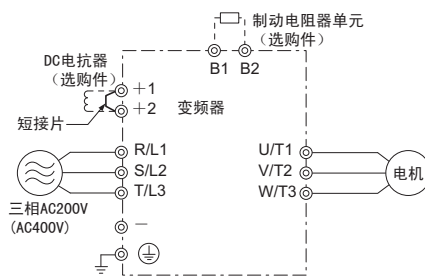 制动电阻器单元
（选购件）
B1 B2
DC电抗器
（选购件）
＋1
＋2
变频器
短接片
R/L1
S/L2
T/L3
U/T1
V/T2
W/T3
电机
三相AC200V
(AC400V)
－